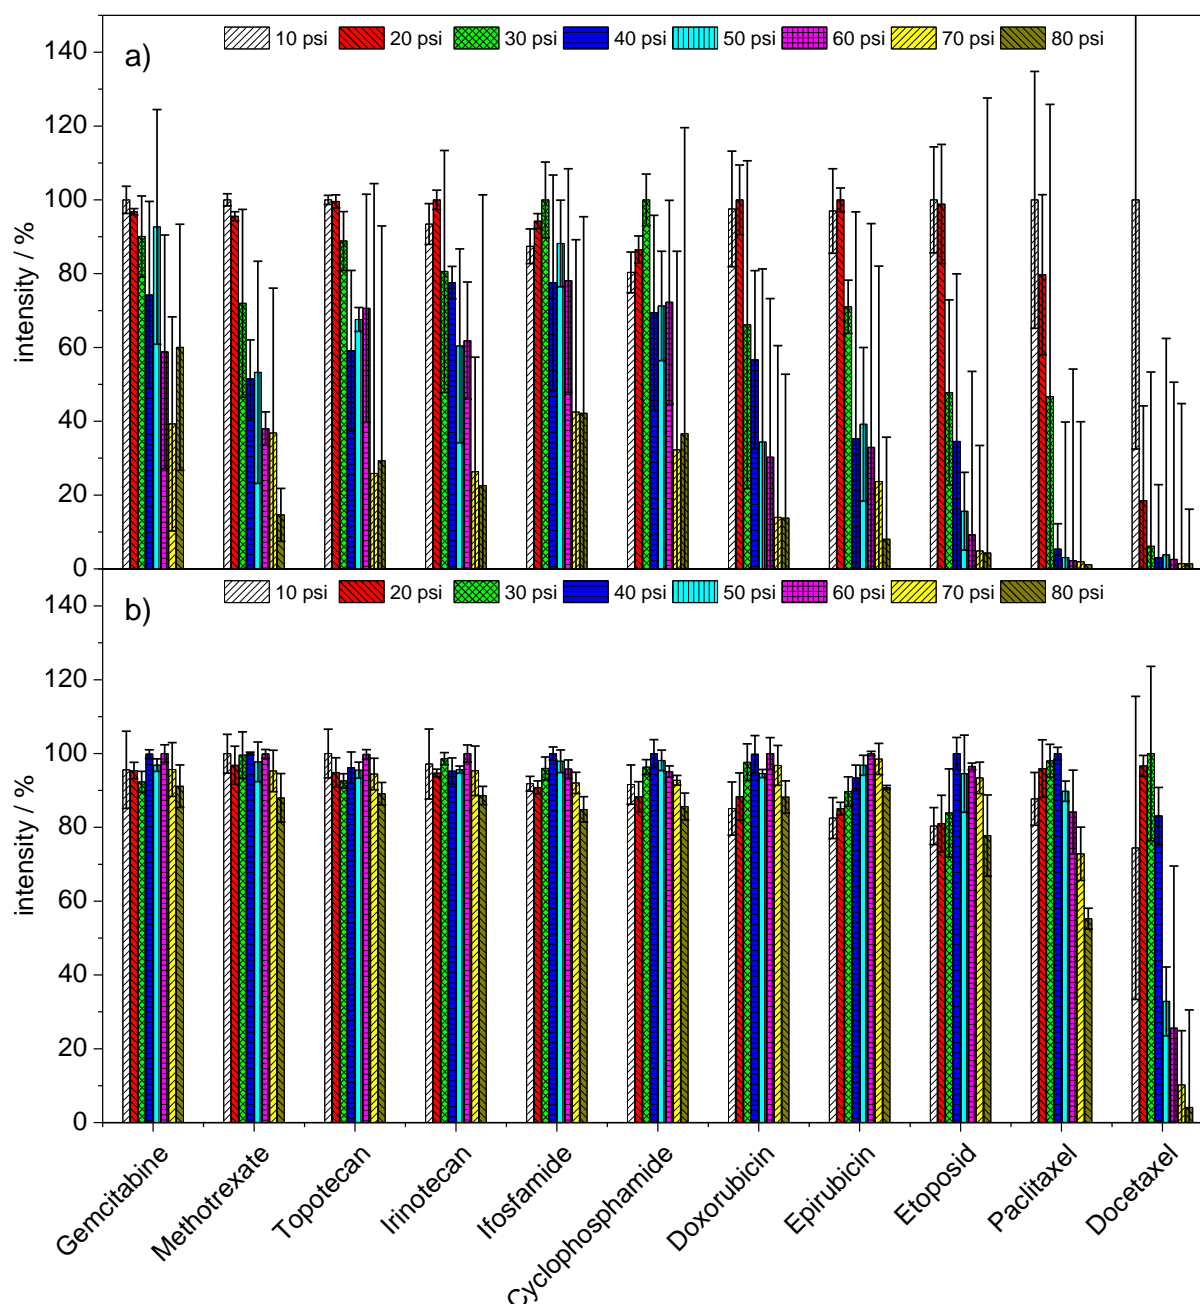 a)
10 psi 20 psi 30 psi 40 psi 50 psi 60 psi 70 psi 80 psi
140
120
100
80
60
40
20
0
intensity / %
b)
10 psi 20 psi 30 psi 40 psi 50 psi 60 psi 70 psi 80 psi
140
120
100
80
60
40
20
0
intensity / %
Gemcitabine
Methotrexate
Topotecan
Irinotecan
Ifosfamide
Cyclophosphamide
Doxorubicin
Epirubicin
Etoposid
Paclitaxel
Docetaxel